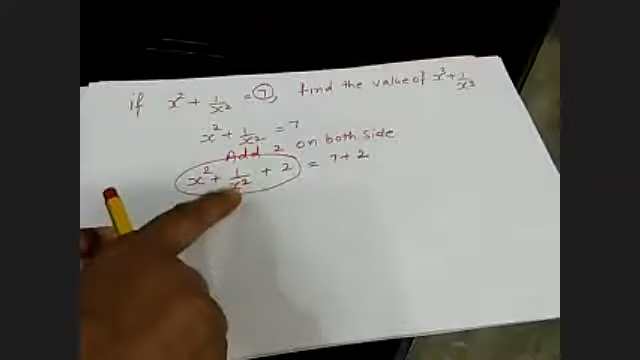 if x² + 1/x² = 7, find the value of x³ + 1/x³
x² + 1/x² = 7
Add 2 on both side
x² + 1/x² + 2 = 7 + 2